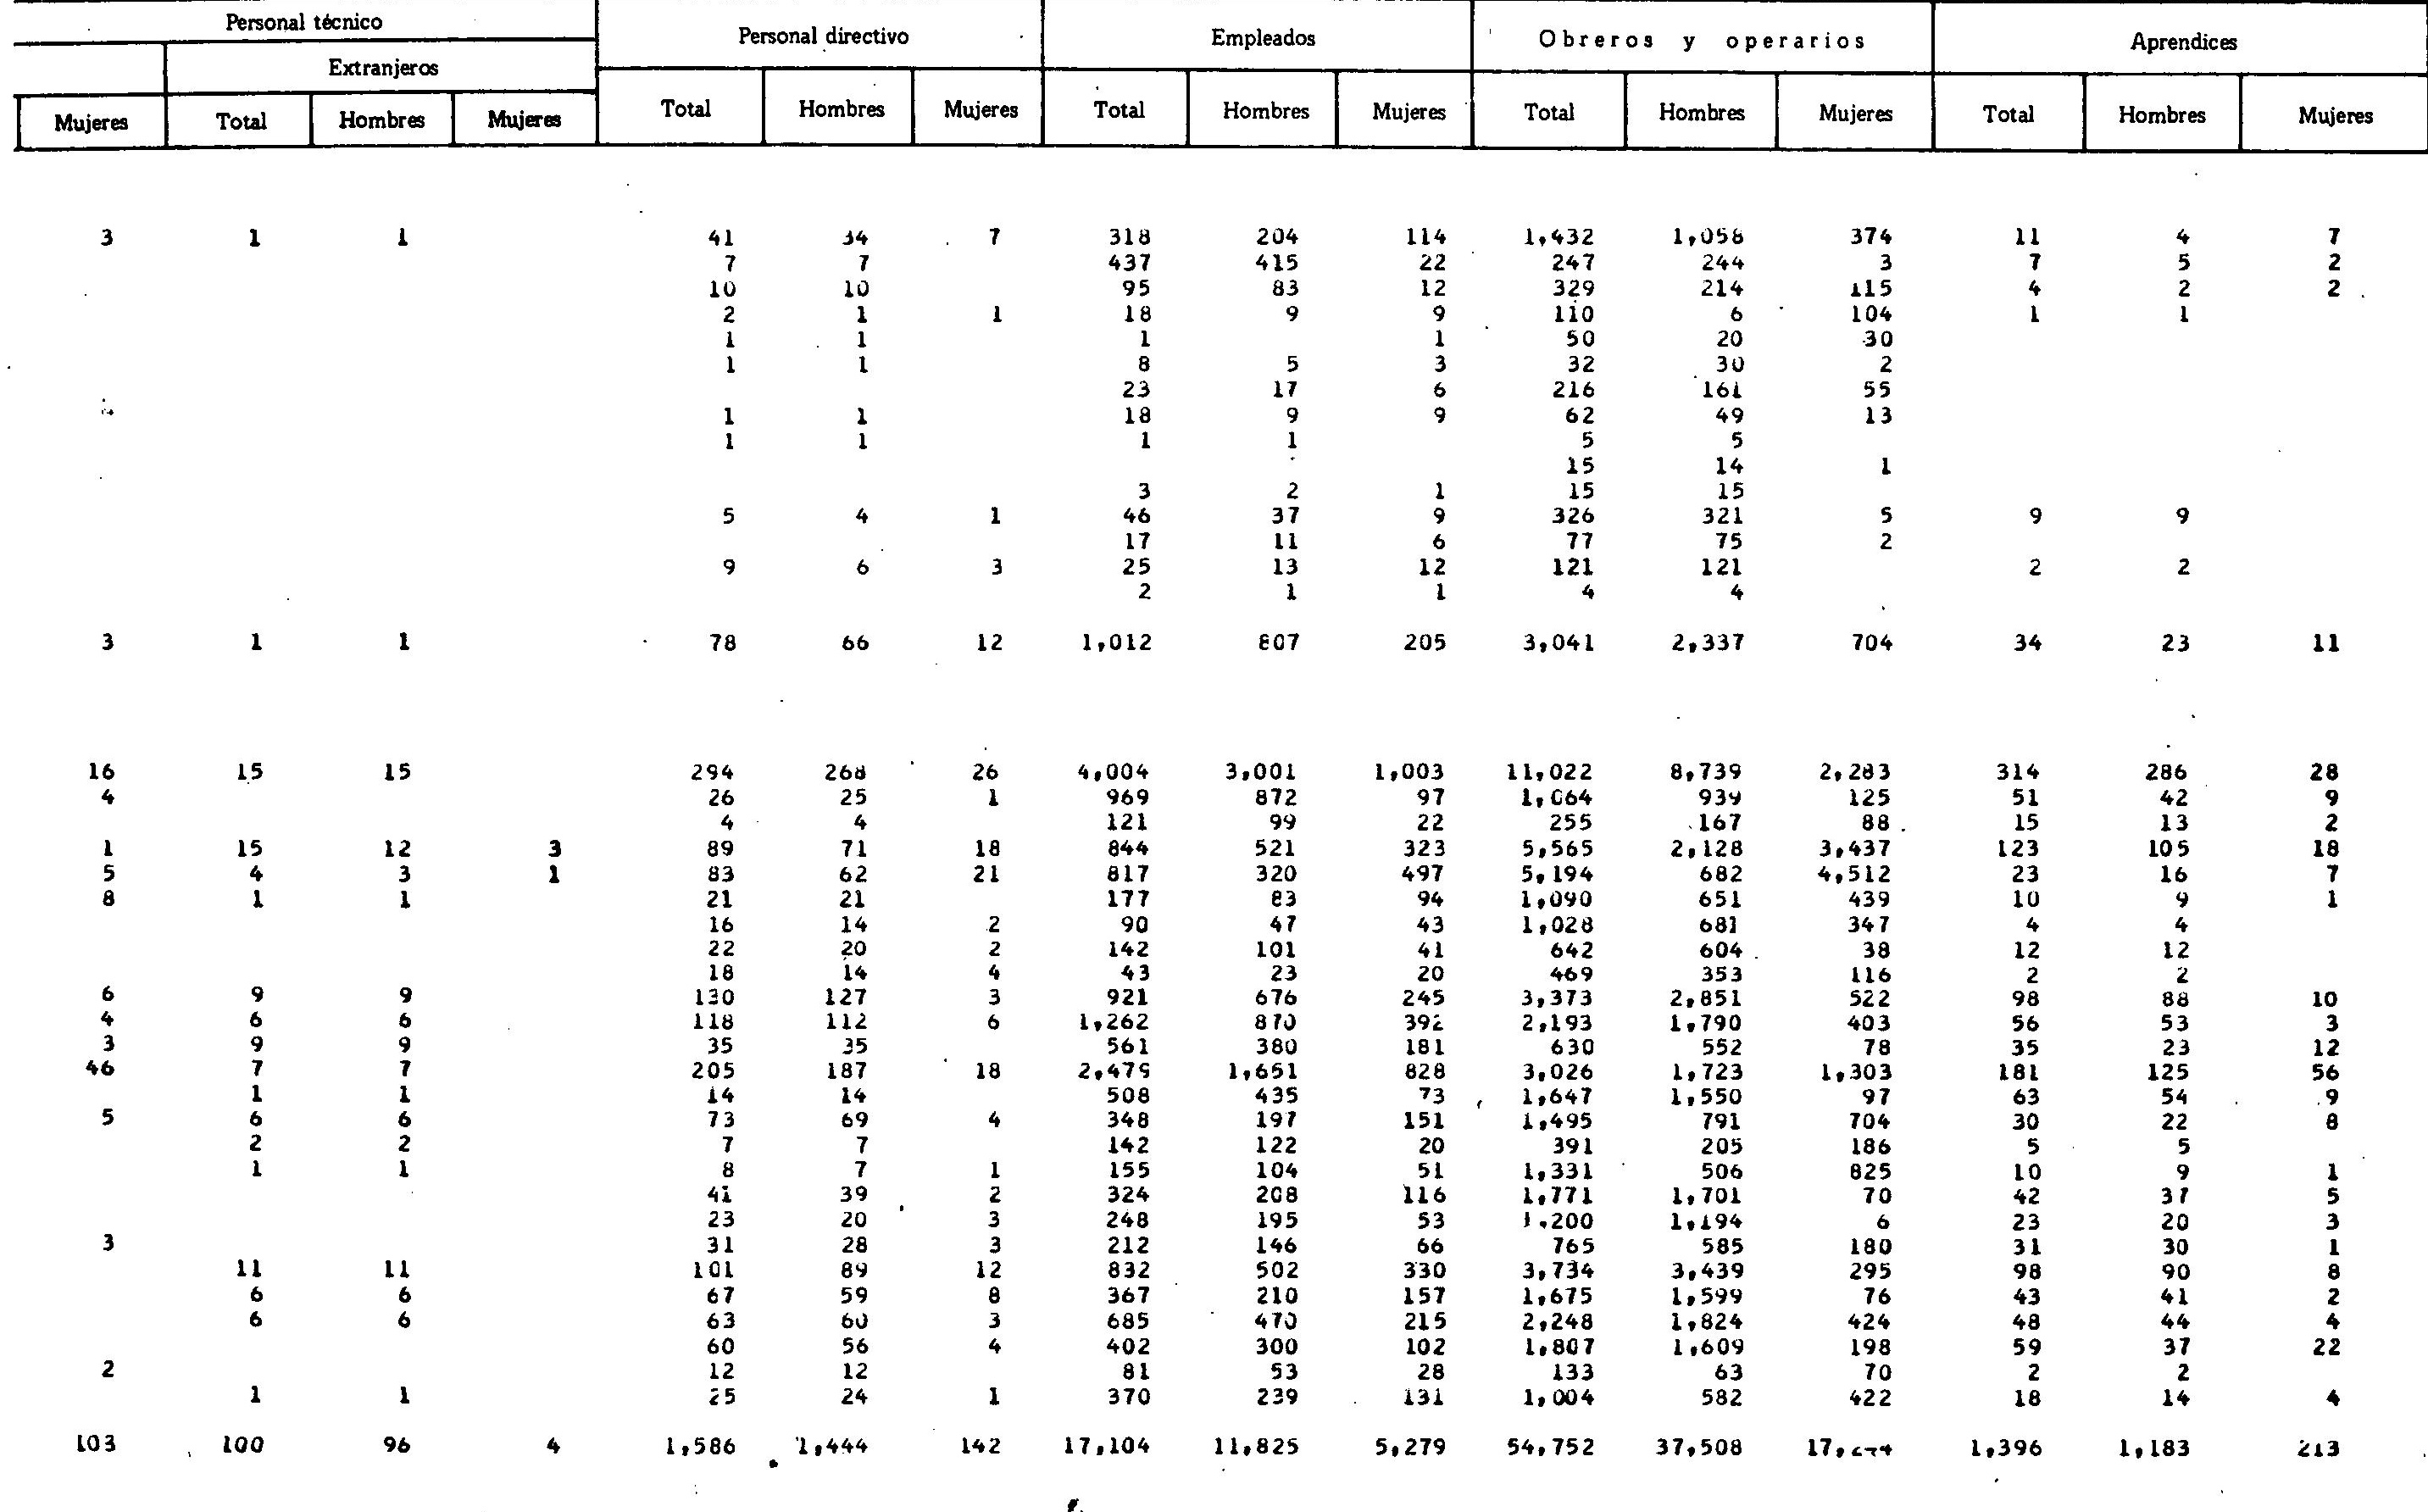 Personal técnico Personal directivo Empleados Obreros y operarios Aprendices
Extranjeros
Mujeres Total Hombres Mujeres Total Hombres Mujeres Total Hombres Mujeres Total Hombres Mujeres Total Hombres Mujeres
3 1 1 41 34 7 318 204 114 1,432 1,058 374 11 4 7
7 7 437 415 22 247 244 3 7 5 2
10 10 95 83 12 329 214 115 4 2 2
2 1 1 18 9 9 110 6 104 1 1
1 1 1 1 50 20 30
1 1 8 5 3 32 30 2
23 17 6 216 161 55
1 1 18 9 9 62 49 13
1 1 1 1 5 5
15 14 1
3 2 1 15 15
5 4 1 46 37 9 326 321 5 9 9
17 11 6 77 75 2
9 6 3 25 13 12 121 121 2 2
2 1 1 4 4
3 1 1 78 66 12 1,012 807 205 3,041 2,337 704 34 23 11
16 15 15 294 268 26 4,004 3,001 1,003 11,022 8,739 2,283 314 286 28
4 26 25 1 969 872 97 1,064 939 125 51 42 9
4 4 121 99 22 255 167 88 15 13 2
1 15 12 3 89 71 18 844 521 323 5,565 2,128 3,437 123 105 18
5 4 3 1 83 62 21 817 320 497 5,194 682 4,512 23 16 7
8 1 1 21 21 177 83 94 1,090 651 439 10 9 1
16 14 2 90 47 43 1,028 681 347 4 4
22 20 2 142 101 41 642 604 38 12 12
18 14 4 43 23 20 469 353 116 2 2
6 9 9 130 127 3 921 676 245 3,373 2,851 522 98 88 10
4 6 6 118 112 6 1,262 870 392 2,193 1,790 403 56 53 3
3 9 9 35 35 561 380 181 630 552 78 35 23 12
46 7 7 205 187 18 2,479 1,651 828 3,026 1,723 1,303 181 125 56
1 1 14 14 508 435 73 1,647 1,550 97 63 54 9
5 6 6 73 69 4 348 197 151 1,495 791 704 30 22 8
2 2 7 7 142 122 20 391 205 186 5 5
1 1 8 7 1 155 104 51 1,331 506 825 10 9 1
41 39 2 324 208 116 1,771 1,701 70 42 37 5
23 20 3 248 195 53 1,200 1,194 6 23 20 3
3 31 28 3 212 146 66 765 585 180 31 30 1
11 11 101 89 12 832 502 330 3,734 3,439 295 98 90 8
6 6 67 59 8 367 210 157 1,675 1,599 76 43 41 2
6 6 63 60 3 685 470 215 2,248 1,824 424 48 44 4
60 56 4 402 300 102 1,807 1,609 198 59 37 22
2 12 12 81 53 28 133 63 70 2 2
1 1 25 24 1 370 239 131 1,004 582 422 18 14 4
103 100 96 4 1,586 1,444 142 17,104 11,825 5,279 54,752 37,508 1,396 1,183 213